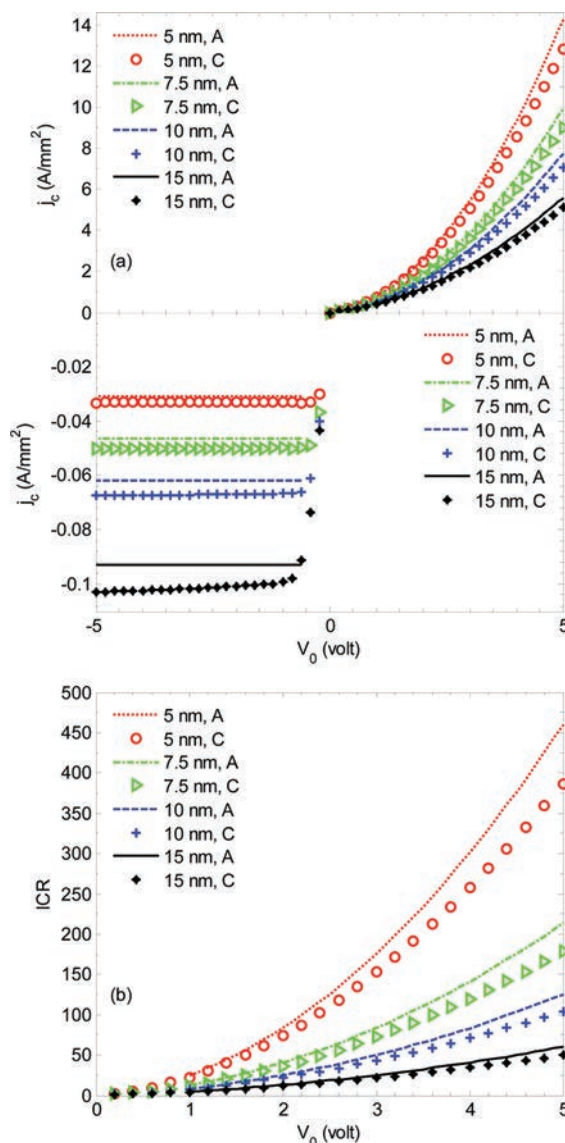 14
12
10
8
6
4
2
0
j_c (A/mm²)
5 nm, A
5 nm, C
7.5 nm, A
7.5 nm, C
10 nm, A
10 nm, C
15 nm, A
15 nm, C
(a)
-0.02
-0.04
-0.06
-0.08
-0.1
j_c (A/mm²)
5 nm, A
5 nm, C
7.5 nm, A
7.5 nm, C
10 nm, A
10 nm, C
15 nm, A
15 nm, C
-5 0 5
V_0 (volt)
500
450
400
350
300
250
200
150
100
50
0
ICR
5 nm, A
5 nm, C
7.5 nm, A
7.5 nm, C
10 nm, A
10 nm, C
15 nm, A
15 nm, C
(b)
0 1 2 3 4 5
V_0 (volt)